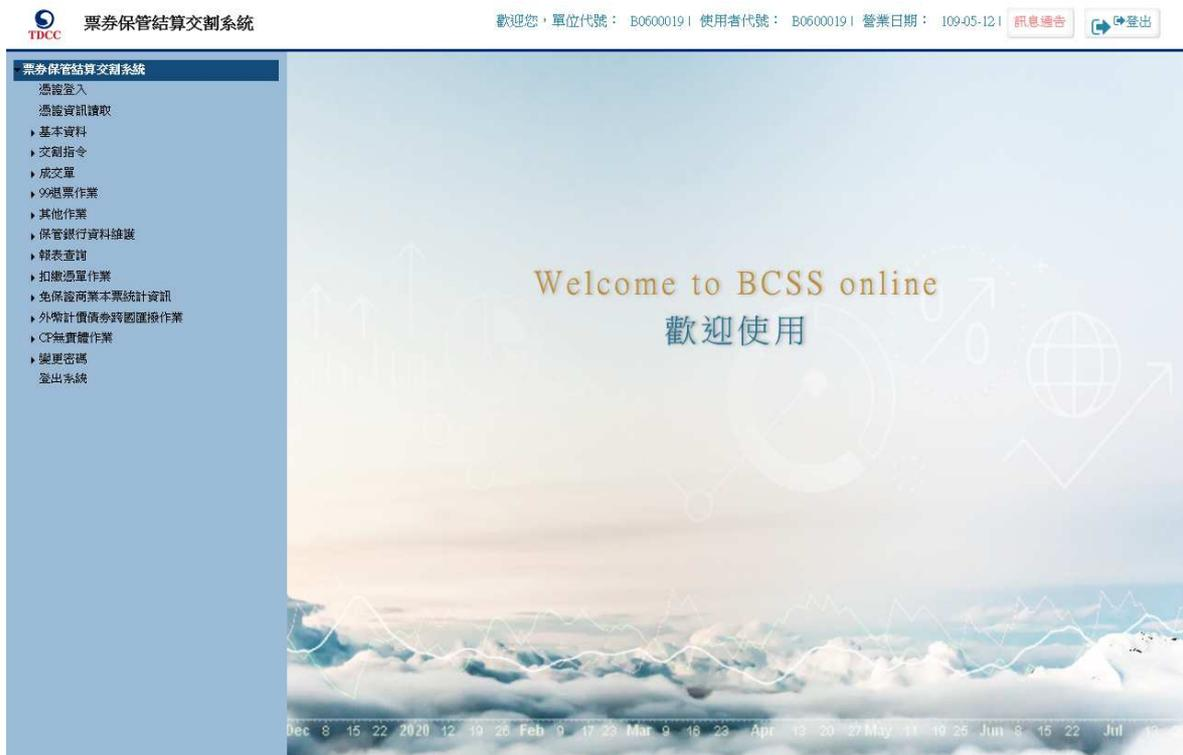 TDCC
票券保管結算交割系統
歡迎您，單位代號： B0600019| 使用者代號： B0600019| 營業日期： 109-05-12|
訊息通告
登出
票券保管結算交割系統
憑證登入
憑證資訊讀取
基本資料
交割指令
成交單
99退票作業
其他作業
保管銀行資料維護
報表查詢
扣繳憑單作業
免保證商業本票統計資訊
外幣計價債券跨國匯撥作業
CP無實體作業
變更密碼
登出系統
Welcome to BCSS online
歡迎使用
Dec 8 15 22 2020 12 19 26 Feb 9 17 23 Mar 9 16 23 Apr 13 20 27 May 11 19 25 Jun 8 15 22 Jul 13